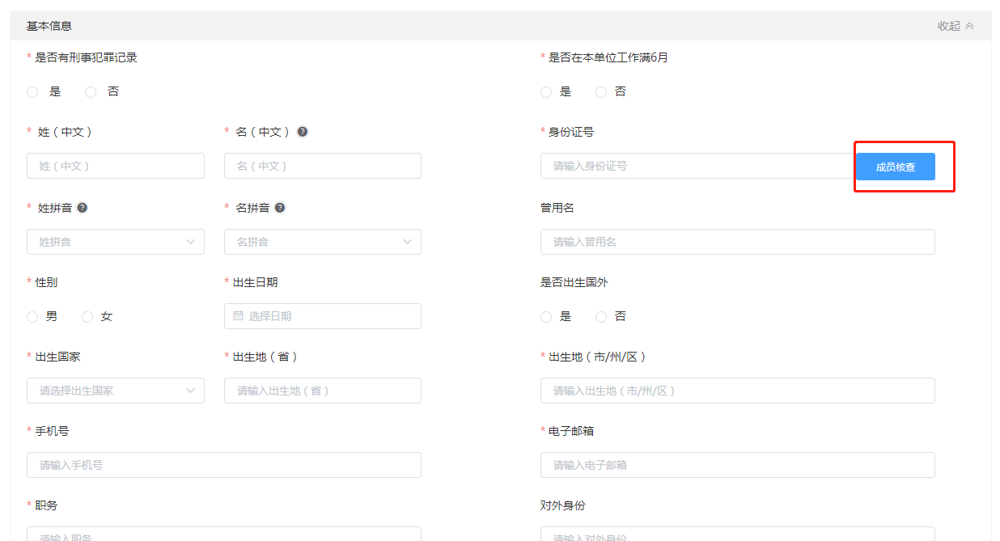 基本信息 收起
* 是否有刑事犯罪记录 * 是否在本单位工作满6月
是 否 是 否
* 姓（中文） * 名（中文） ? * 身份证号
姓（中文） 名（中文） 请输入身份证号 成员核查
* 姓拼音 ? * 名拼音 ? 曾用名
姓拼音 名拼音 请输入曾用名
* 性别 * 出生日期 是否出生国外
男 女 选择日期 是 否
* 出生国家 * 出生地（省） * 出生地（市/州/区）
请选择出生国家 请输入出生地（省） 请输入出生地（市/州/区）
* 手机号 * 电子邮箱
请输入手机号 请输入电子邮箱
* 职务 对外身份
请输入职务 请输入对外身份